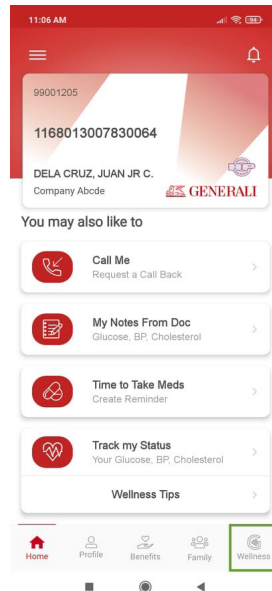 11:06 AM
94
99001205
1168013007830064
DELA CRUZ, JUAN JR C.
Company Abcde
GENERALI
You may also like to
Call Me
Request a Call Back
My Notes From Doc
Glucose, BP, Cholesterol
Time to Take Meds
Create Reminder
Track my Status
Your Glucose, BP, Cholesterol
Wellness Tips
Home
Profile
Benefits
Family
Wellness